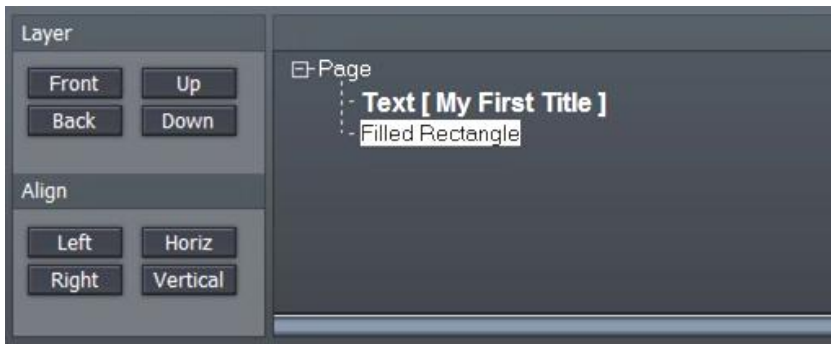 Layer
Front Up
Back Down
Align
Left Horiz
Right Vertical
Page
Text [ My First Title ]
Filled Rectangle